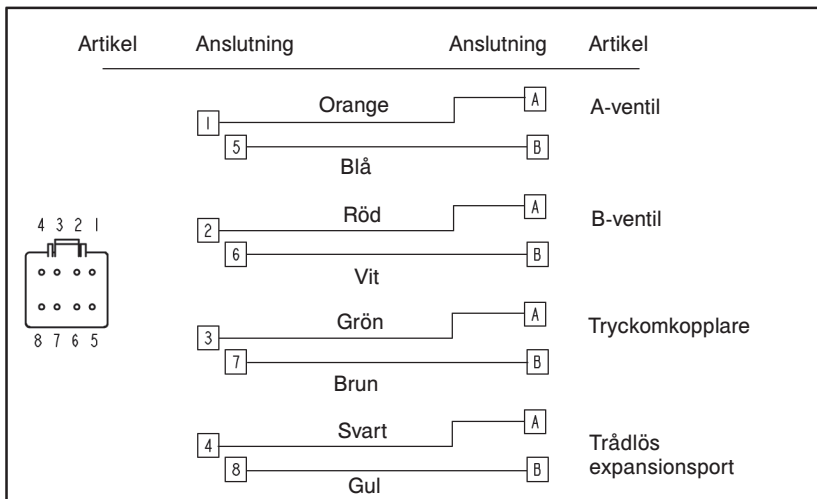 Artikel Anslutning Anslutning Artikel
Orange A A-ventil
1
5 B
Blå
Röd A B-ventil
2
6 B
Vit
4 3 2 1
Grön A Tryckomkopplare
3
8 7 6 5
7 B
Brun
Svart A Trådlös
4
expansionsport
8 B
Gul